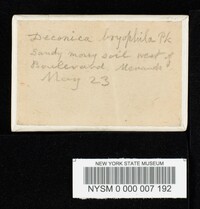 Deconica bryophila Pk
Sandy mossy soil west of
Boulevard Menands
May 23
NEW YORK STATE MUSEUM
NYSM 0 000 007 192